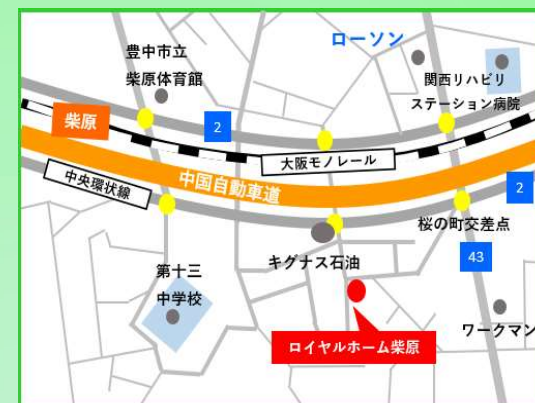 ローソン
豊中市立
柴原体育館
関西リハビリ
ステーション病院
柴原
2
大阪モノレール
中央環状線
中国自動車道
2
桜の町交差点
キグナス石油
43
第十三
中学校
ワークマン
ロイヤルホーム柴原